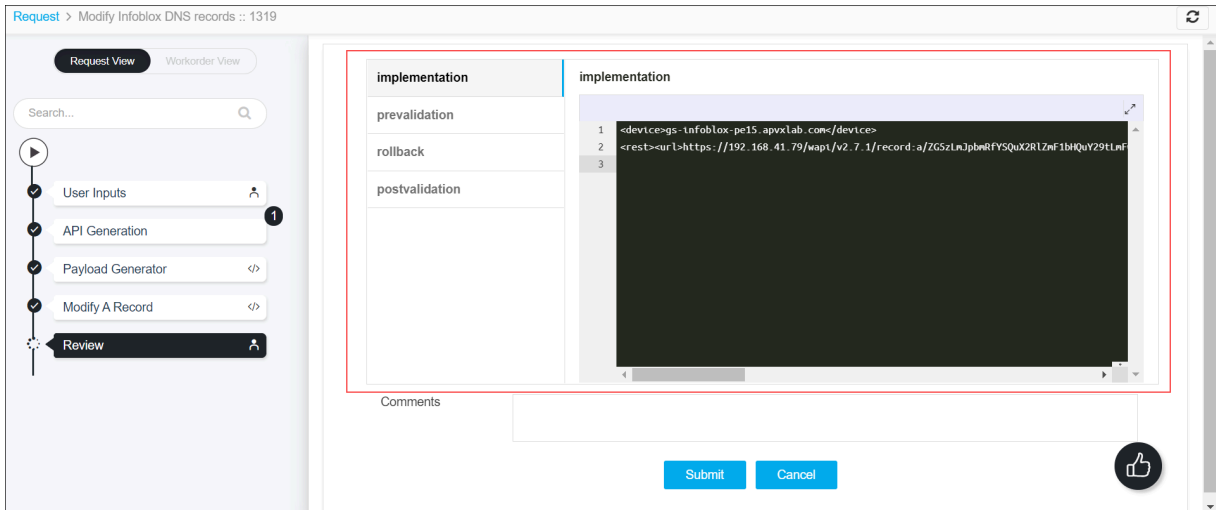 Request > Modify Infoblox DNS records :: 1319
Request View Workorder View
Search...
User Inputs
1
API Generation
Payload Generator </>
Modify A Record </>
Review
implementation
prevalidation
rollback
postvalidation
implementation
1 <device>gs-infoblox-pe15.apvxlab.com</device>
2 <rest><url>https://192.168.41.79/wapi/v2.7.1/record:a/
3
Comments
Submit Cancel